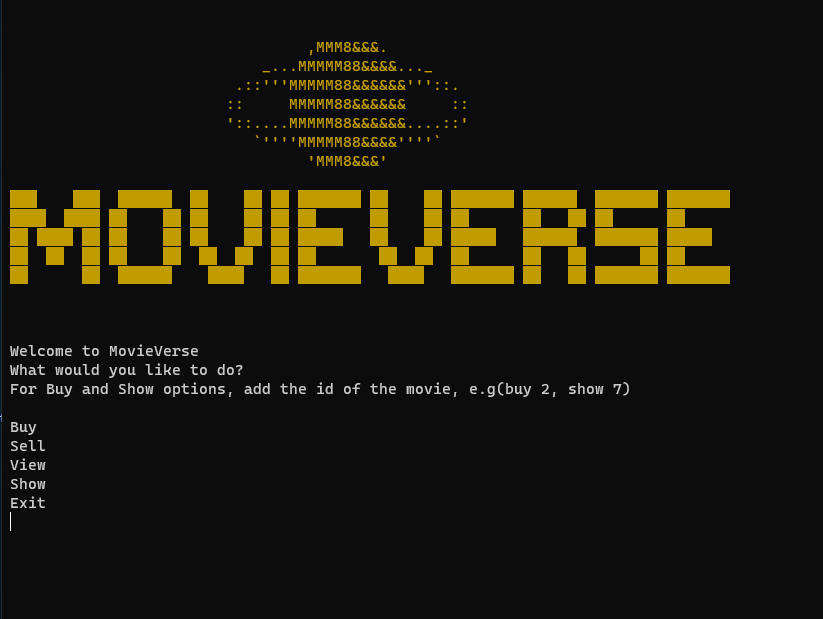 ,MMM8&&&.
_...MMMMM88&&&&..._
.::'''MMMMM88&&&&&&'''::.
::     MMMMM88&&&&&&     ::
'::....MMMMM88&&&&&&....::'
`''''MMMMM88&&&&''''`
'MMM8&&&'
MOVIEVERSE
Welcome to MovieVerse
What would you like to do?
For Buy and Show options, add the id of the movie, e.g(buy 2, show 7)
Buy
Sell
View
Show
Exit